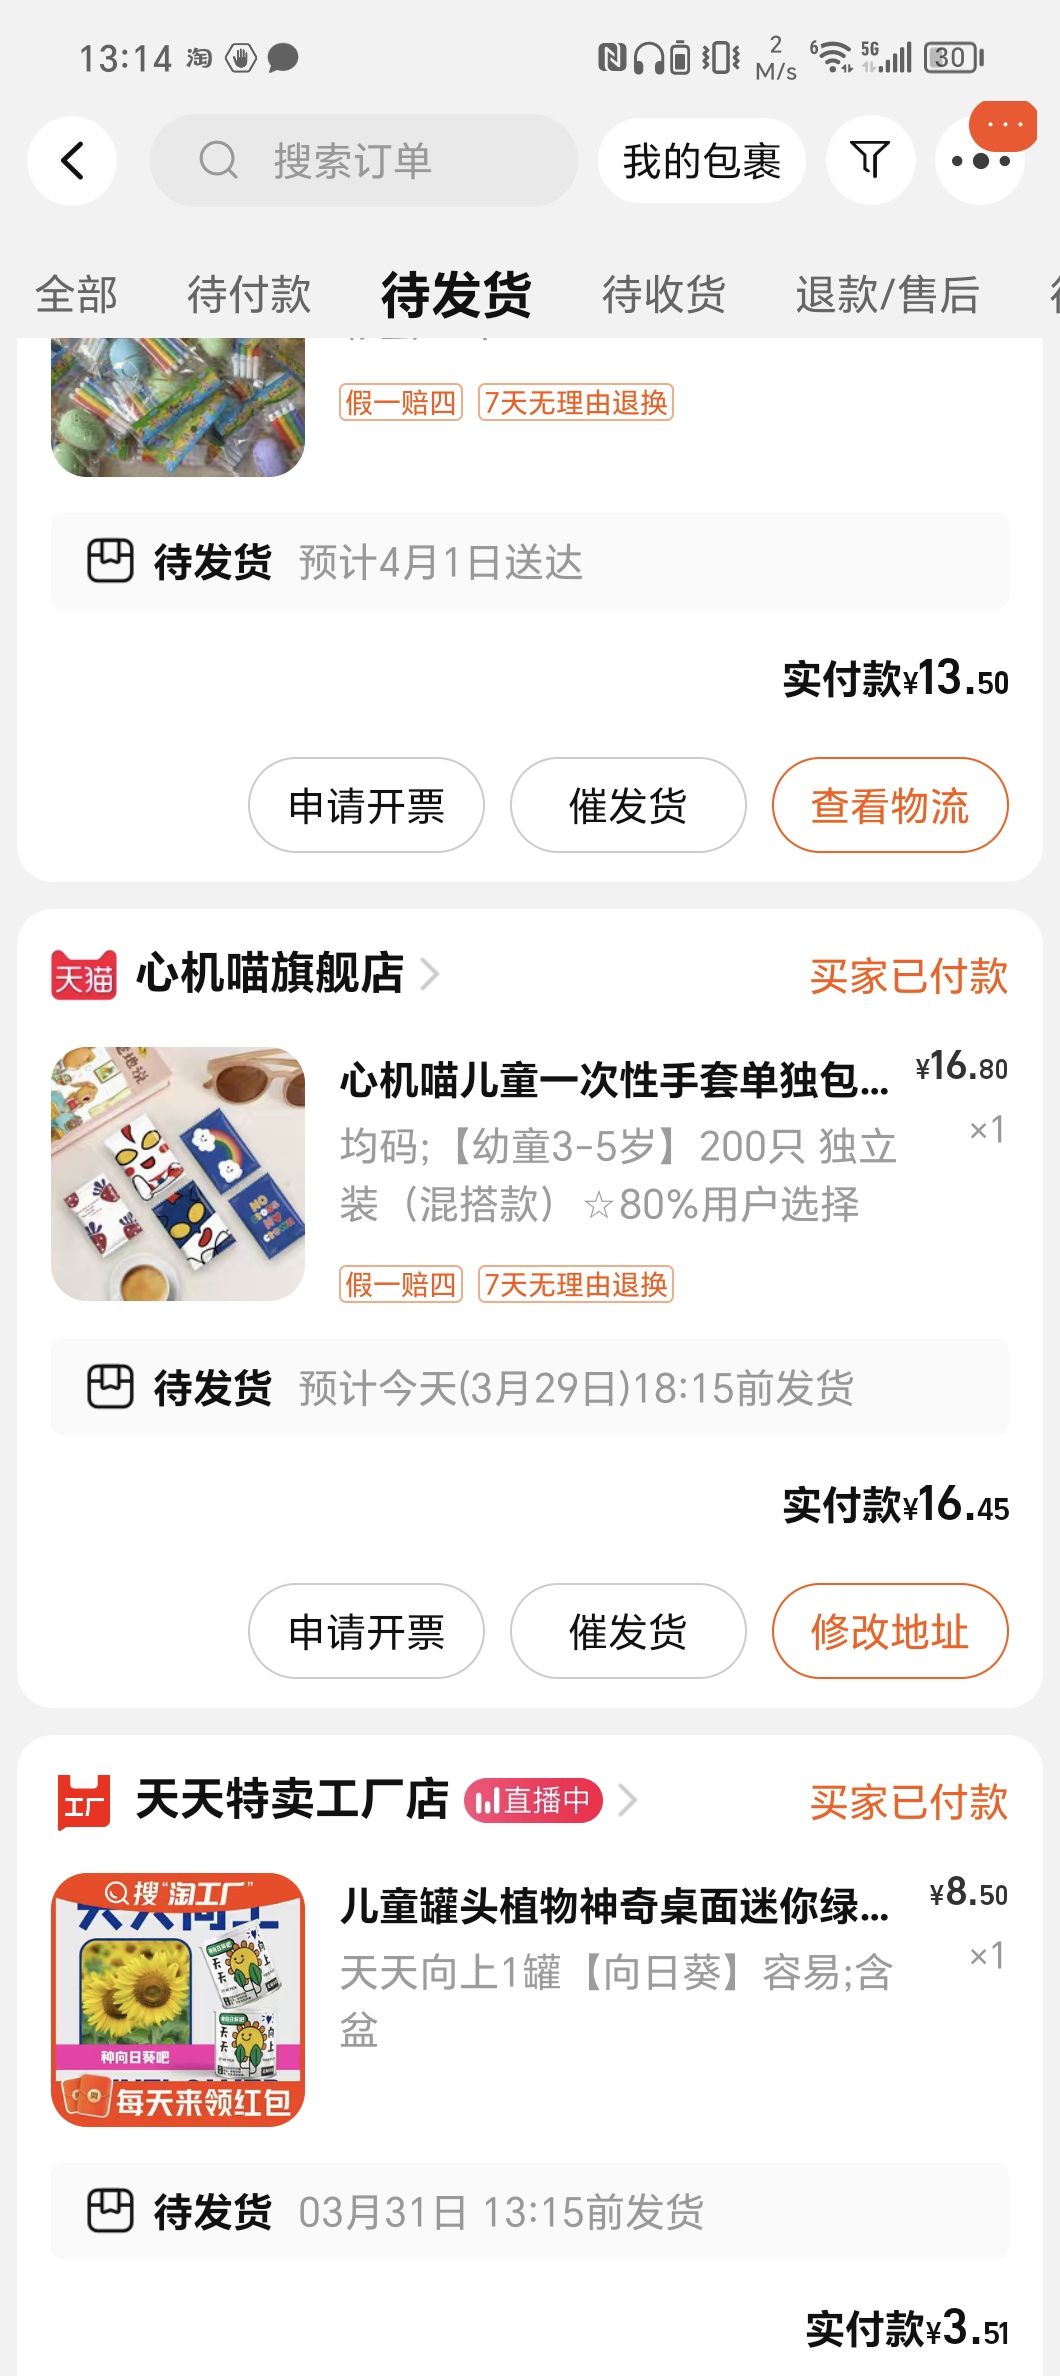 13:14 淘
2 M/s 6 5G 30
搜索订单
我的包裹
全部 待付款 待发货 待收货 退款/售后
假一赔四 7天无理由退换
待发货 预计4月1日送达
实付款¥13.50
申请开票 催发货 查看物流
天猫 心机喵旗舰店 买家已付款
心机喵儿童一次性手套单独包... ¥16.80
均码;【幼童3-5岁】200只 独立 ×1
装（混搭款）☆80%用户选择
假一赔四 7天无理由退换
待发货 预计今天(3月29日)18:15前发货
实付款¥16.45
申请开票 催发货 修改地址
工厂 天天特卖工厂店 直播中 买家已付款
搜“淘工厂”
天天向上
种向日葵吧
每天来领红包
儿童罐头植物神奇桌面迷你绿... ¥8.50
天天向上1罐【向日葵】容易;含 ×1
盆
待发货 03月31日 13:15前发货
实付款¥3.51